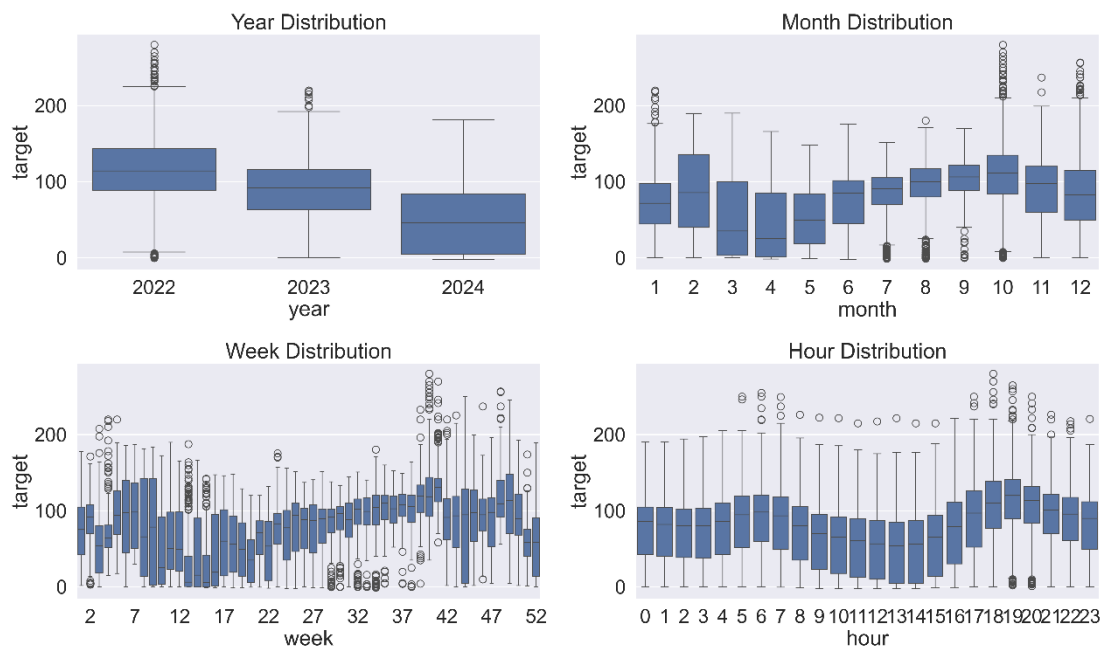 Year Distribution
target
200
100
0
2022 2023 2024
year
Month Distribution
target
200
100
0
1 2 3 4 5 6 7 8 9 10 11 12
month
Week Distribution
target
200
100
0
2 7 12 17 22 27 32 37 42 47 52
week
Hour Distribution
target
200
100
0
0 1 2 3 4 5 6 7 8 9 10 11 12 13 14 15 16 17 18 19 20 21 22 23
hour